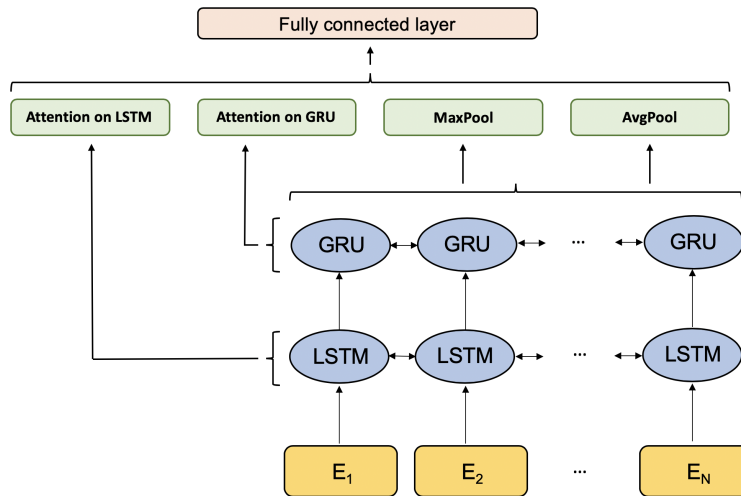 Fully connected layer
Attention on LSTM
Attention on GRU
MaxPool
AvgPool
GRU
GRU
...
GRU
LSTM
LSTM
...
LSTM
E1
E2
...
EN